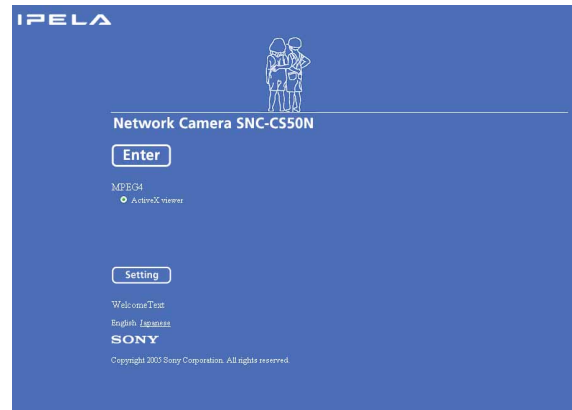 IPELA
Network Camera SNC-CS50N
Enter
MPEG4
ActiveX viewer
Setting
WelcomeText
English Japanese
SONY
Copyright 2005 Sony Corporation. All rights reserved.